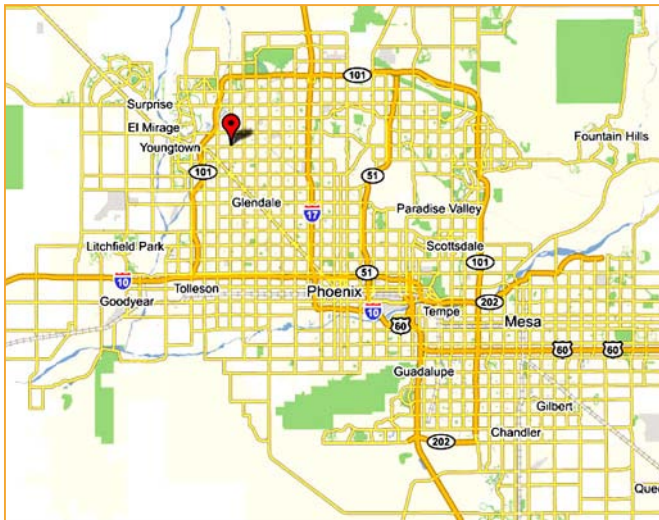 101
Surprise
El Mirage
Youngtown
Fountain Hills
101
51
Glendale
Paradise Valley
17
Litchfield Park
Scottsdale
101
10
Tolleson
51
Goodyear
Phoenix
202
10
Tempe
60
Mesa
60
60
Guadalupe
Gilbert
202
Chandler
Quee